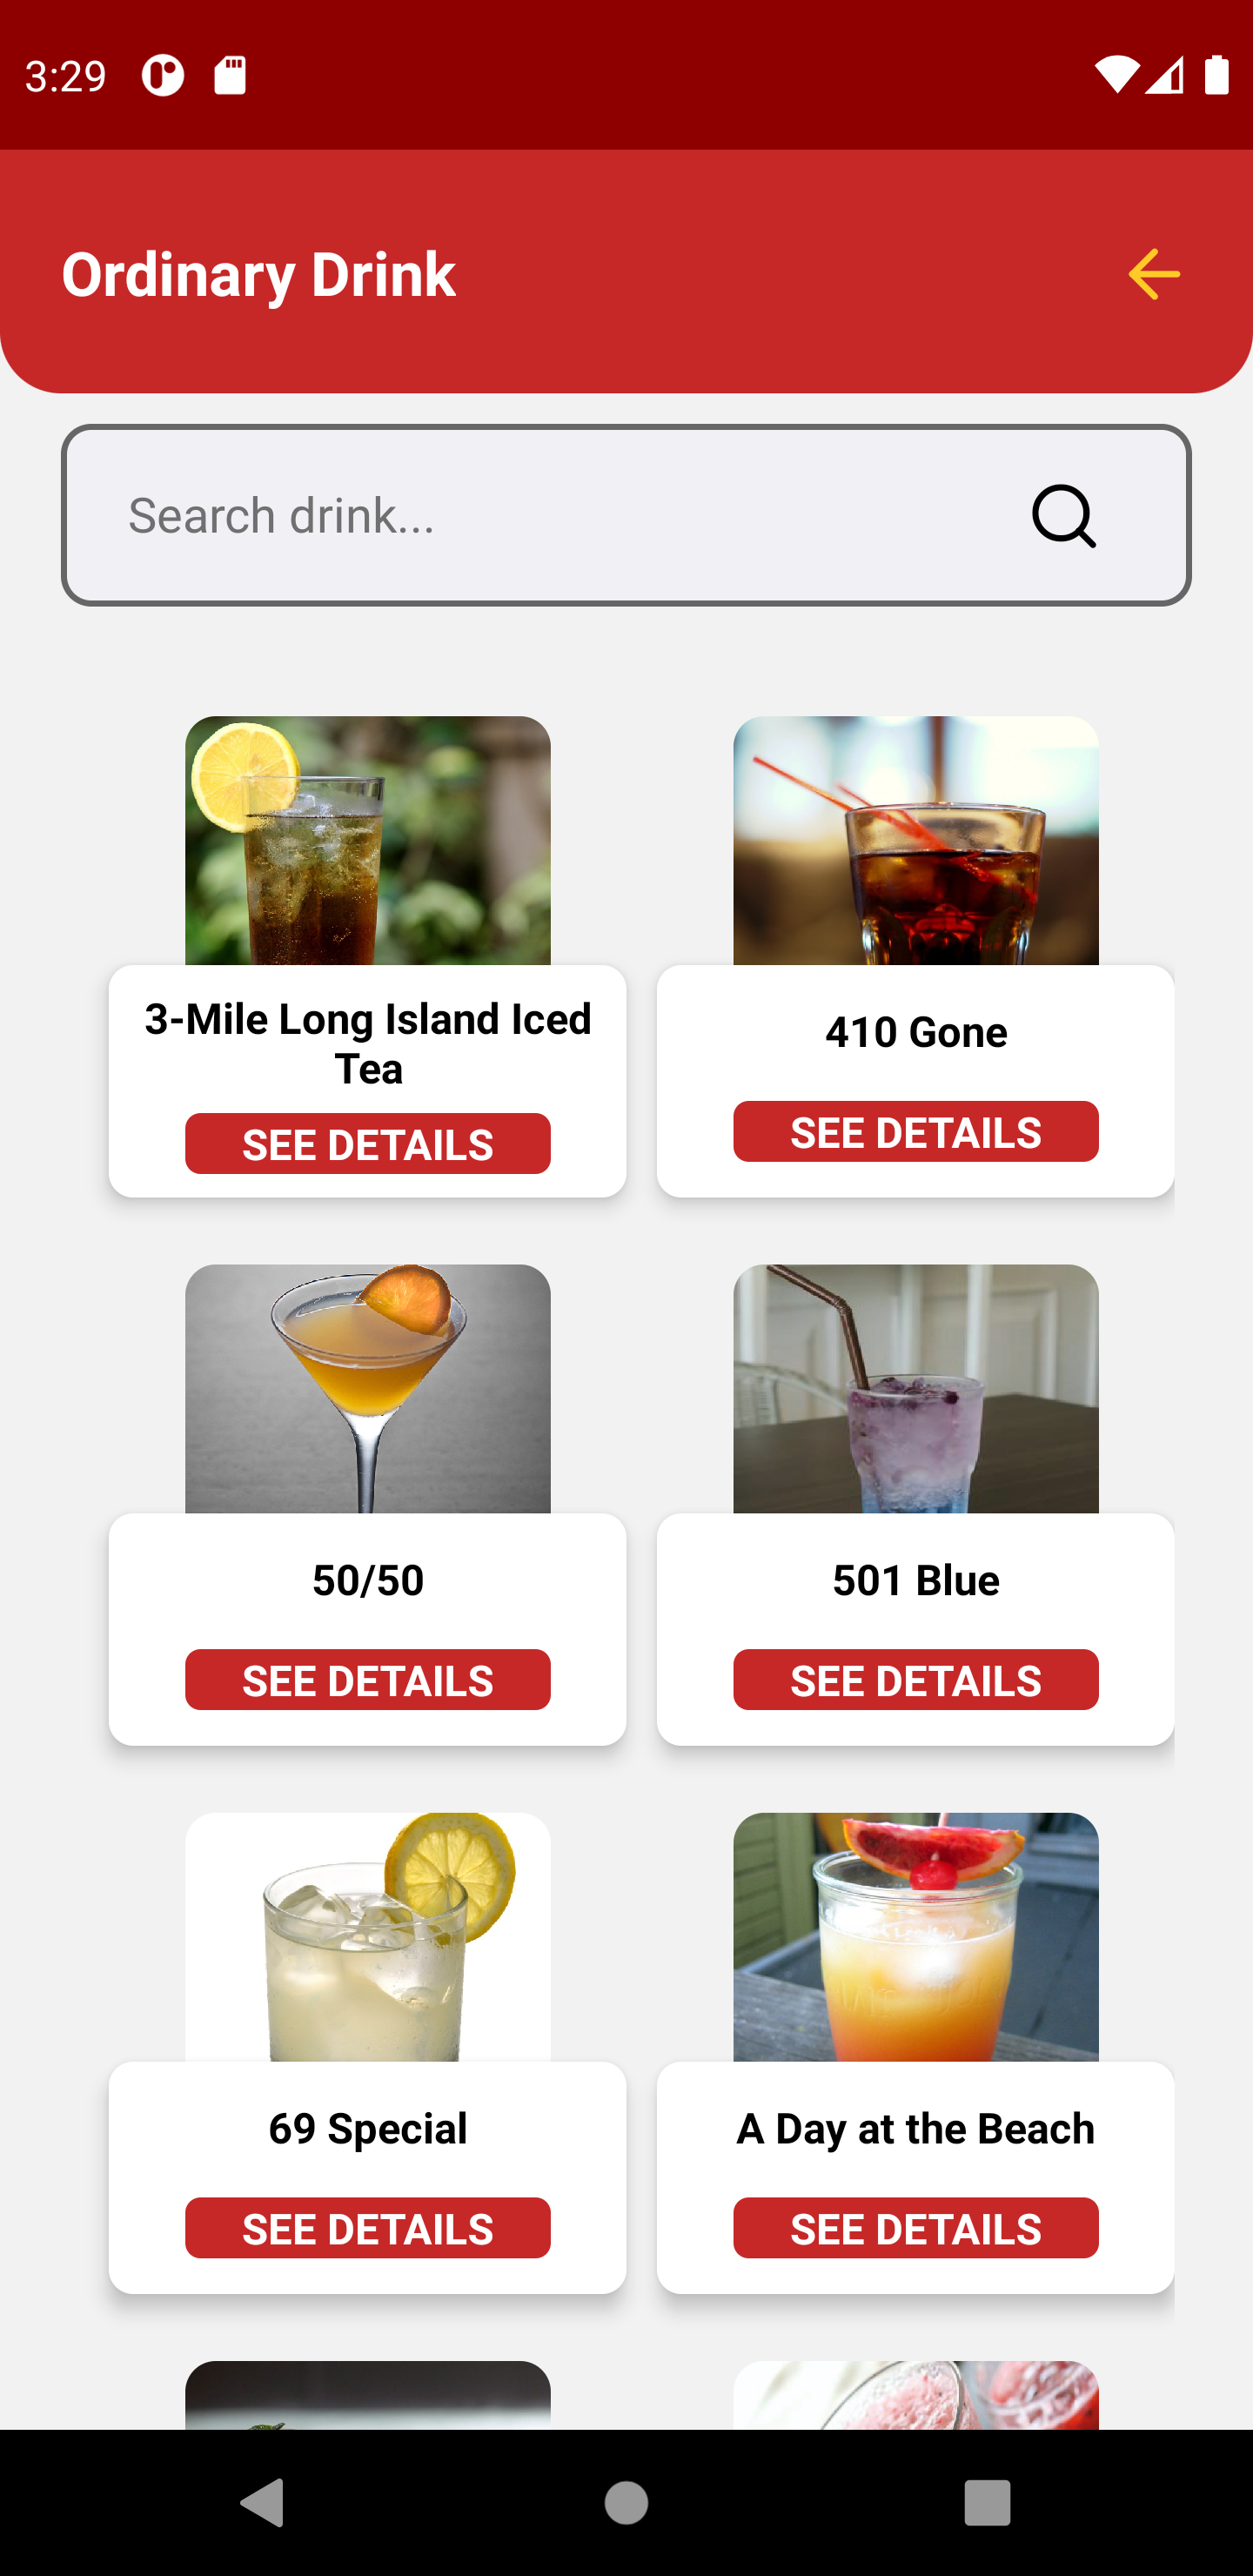 3:29
Ordinary Drink
Search drink...
3-Mile Long Island Iced
Tea
SEE DETAILS
410 Gone
SEE DETAILS
50/50
SEE DETAILS
501 Blue
SEE DETAILS
69 Special
SEE DETAILS
A Day at the Beach
SEE DETAILS